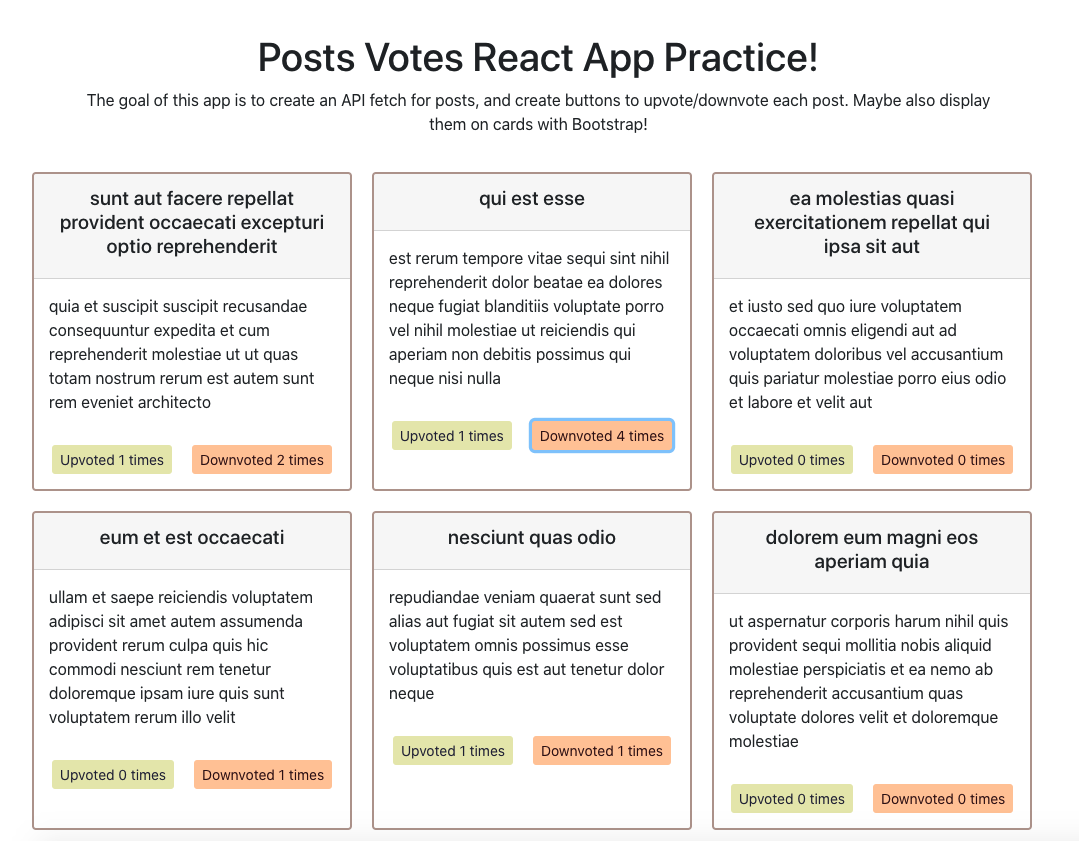 Posts Votes React App Practice!
The goal of this app is to create an API fetch for posts, and create buttons to upvote/downvote each post. Maybe also display
them on cards with Bootstrap!
sunt aut facere repellat
provident occaecati excepturi
optio reprehenderit
quia et suscipit suscipit recusandae
consequuntur expedita et cum
reprehenderit molestiae ut ut quas
totam nostrum rerum est autem sunt
rem eveniet architecto
Upvoted 1 times
Downvoted 2 times
qui est esse
est rerum tempore vitae sequi sint nihil
reprehenderit dolor beatae ea dolores
neque fugiat blanditiis voluptate porro
vel nihil molestiae ut reiciendis qui
aperiam non debitis possimus qui
neque nisi nulla
Upvoted 1 times
Downvoted 4 times
ea molestias quasi
exercitationem repellat qui
ipsa sit aut
et iusto sed quo iure voluptatem
occaecati omnis eligendi aut ad
voluptatem doloribus vel accusantium
quis pariatur molestiae porro eius odio
et labore et velit aut
Upvoted 0 times
Downvoted 0 times
eum et est occaecati
ullam et saepe reiciendis voluptatem
adipisci sit amet autem assumenda
provident rerum culpa quis hic
commodi nesciunt rem tenetur
doloremque ipsam iure quis sunt
voluptatem rerum illo velit
Upvoted 0 times
Downvoted 1 times
nesciunt quas odio
repudiandae veniam quaerat sunt sed
alias aut fugiat sit autem sed est
voluptatem omnis possimus esse
voluptatibus quis est aut tenetur dolor
neque
Upvoted 1 times
Downvoted 1 times
dolorem eum magni eos
aperiam quia
ut aspernatur corporis harum nihil quis
provident sequi mollitia nobis aliquid
molestiae perspiciatis et ea nemo ab
reprehenderit accusantium quas
voluptate dolores velit et doloremque
molestiae
Upvoted 0 times
Downvoted 0 times